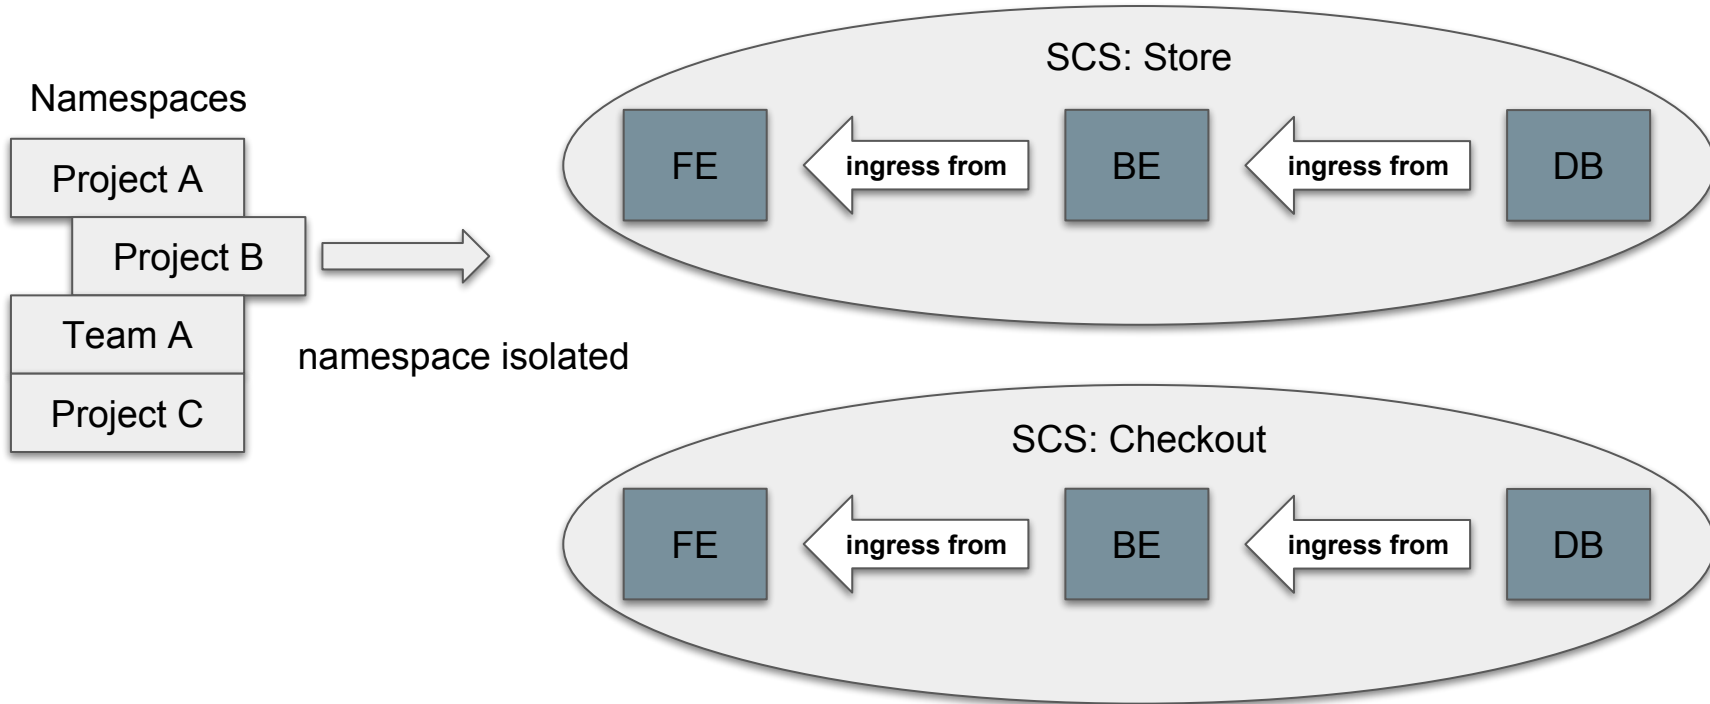 Namespaces
Project A
Project B
Team A
Project C
namespace isolated
SCS: Store
FE
ingress from
BE
ingress from
DB
SCS: Checkout
FE
ingress from
BE
ingress from
DB